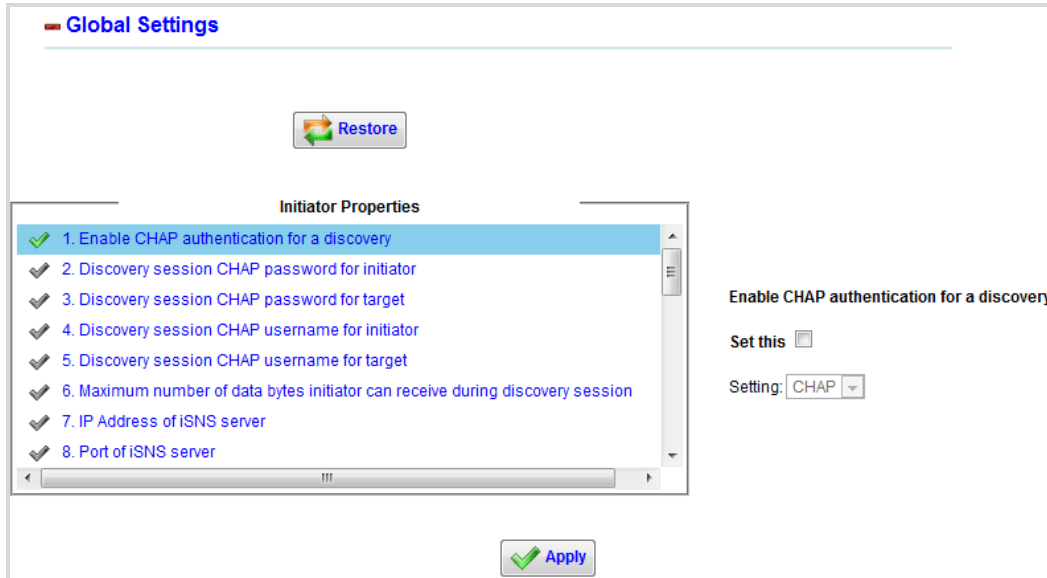 Global Settings
Restore
Initiator Properties
1. Enable CHAP authentication for a discovery
2. Discovery session CHAP password for initiator
3. Discovery session CHAP password for target
4. Discovery session CHAP username for initiator
5. Discovery session CHAP username for target
6. Maximum number of data bytes initiator can receive during discovery session
7. IP Address of iSNS server
8. Port of iSNS server
Enable CHAP authentication for a discovery
Set this
Setting: CHAP
Apply